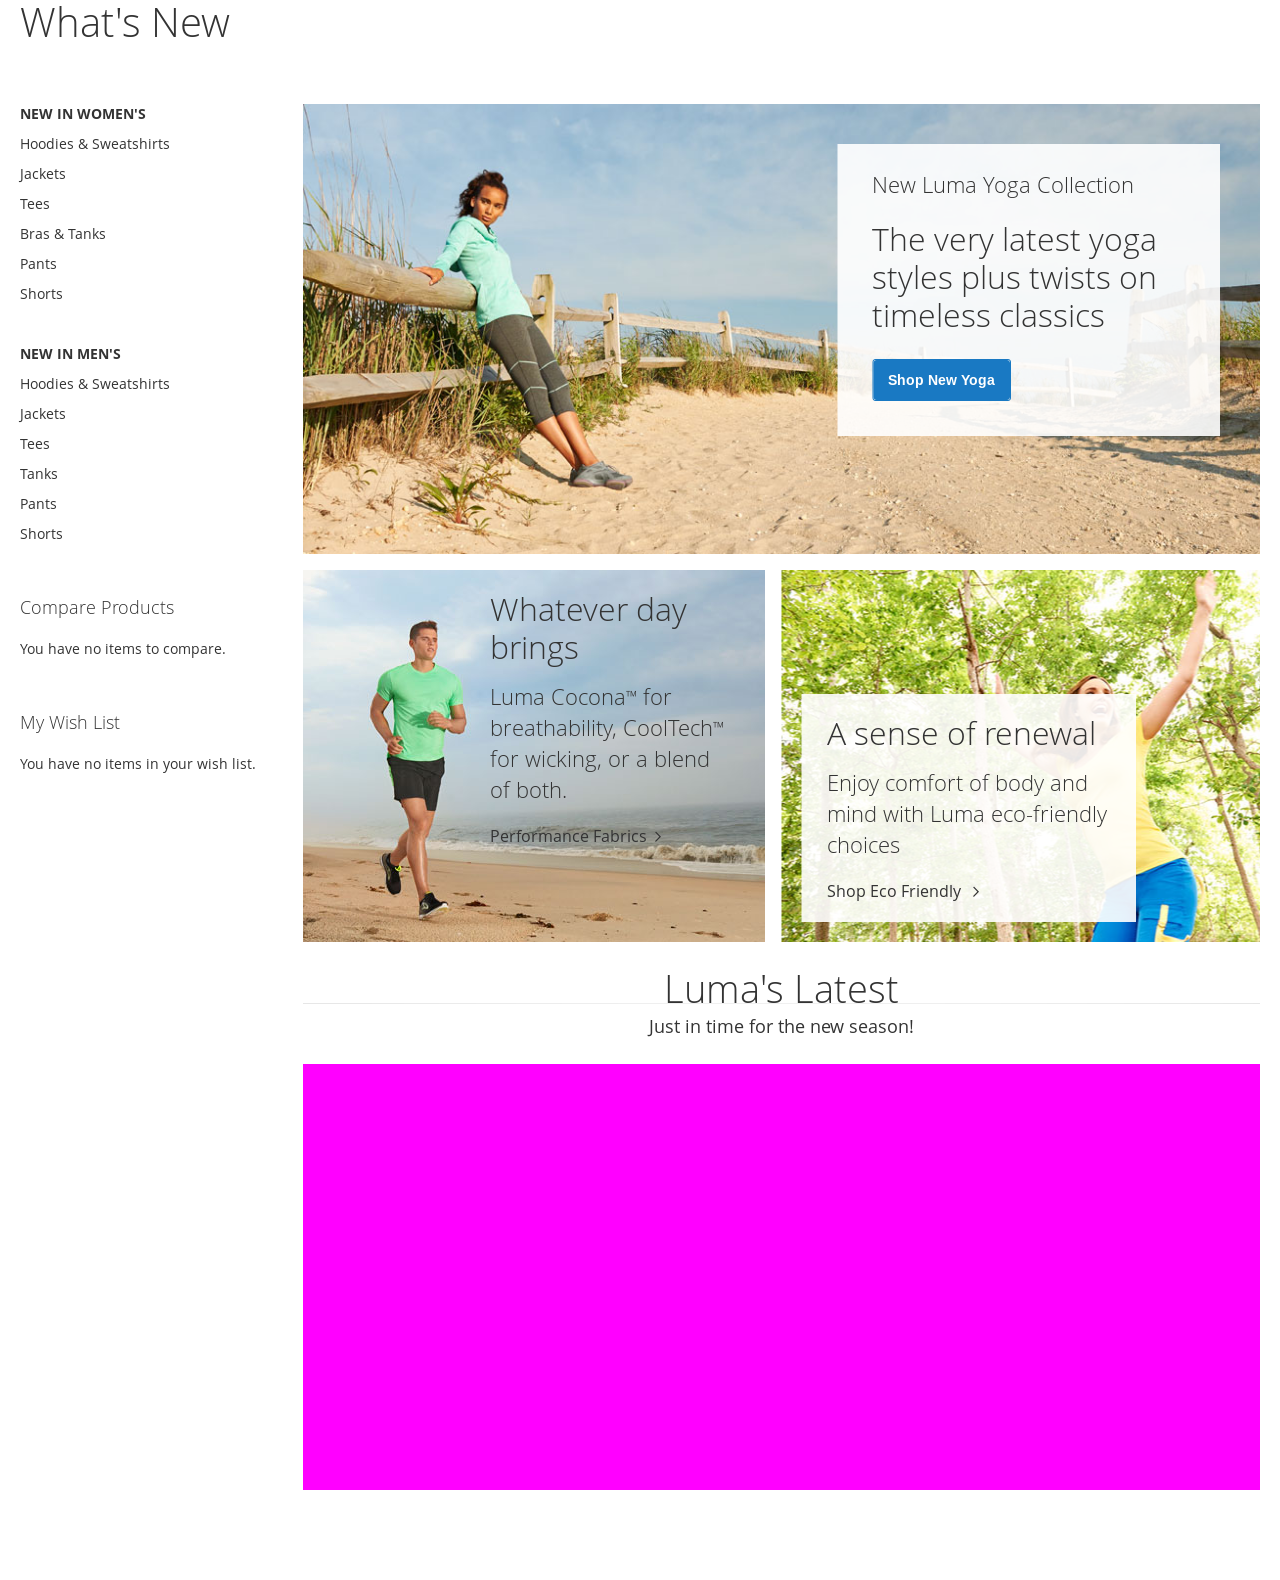 What's New
NEW IN WOMEN'S
Hoodies & Sweatshirts
Jackets
Tees
Bras & Tanks
Pants
Shorts
NEW IN MEN'S
Hoodies & Sweatshirts
Jackets
Tees
Tanks
Pants
Shorts
Compare Products
You have no items to compare.
My Wish List
You have no items in your wish list.
New Luma Yoga Collection
The very latest yoga
styles plus twists on
timeless classics
Shop New Yoga
Whatever day
brings
Luma Cocona™ for
breathability, CoolTech™
for wicking, or a blend
of both.
Performance Fabrics
A sense of renewal
Enjoy comfort of body and
mind with Luma eco-friendly
choices
Shop Eco Friendly
Luma's Latest
Just in time for the new season!